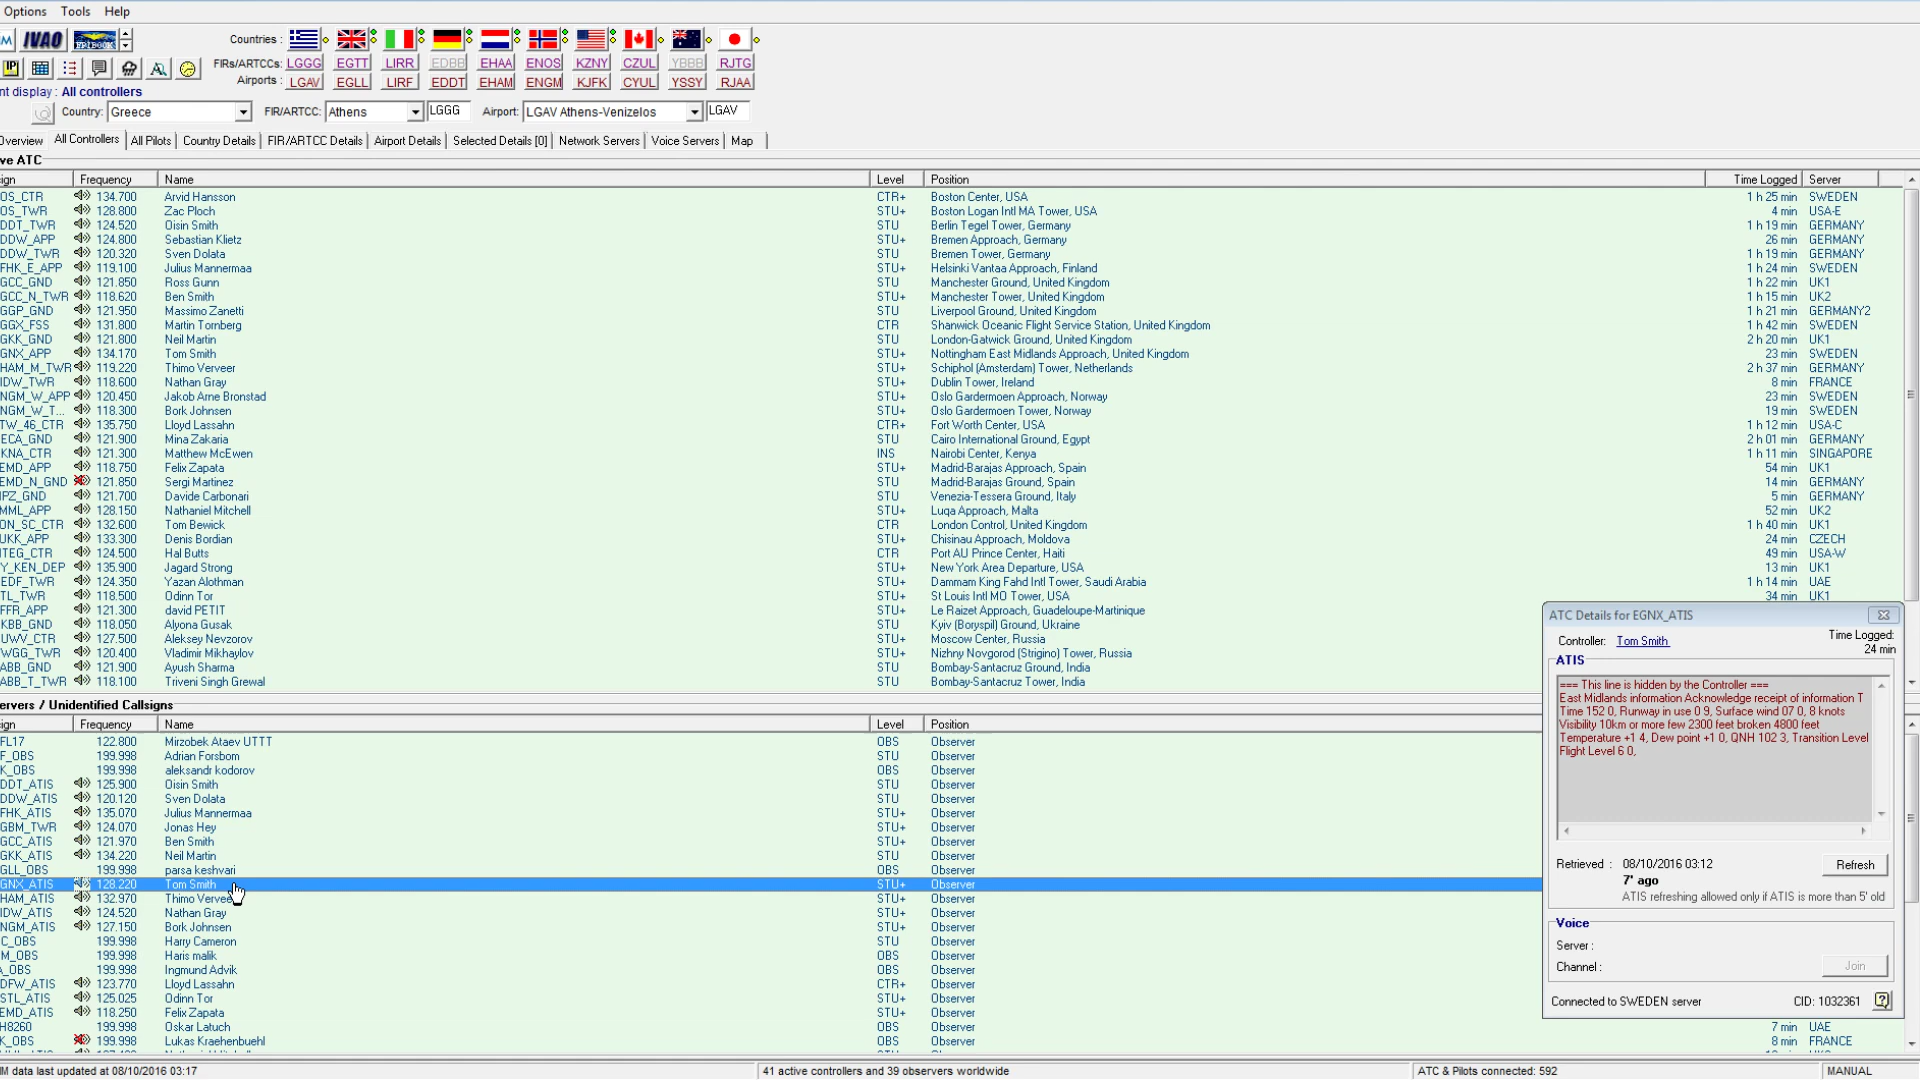 Options Tools Help
M IVAO
Countries :
FIRs/ARTCCs: LGGG EGTT LIRR EDBB EHAA ENOS KZNY CZUL YBBB RJTG
Airports : LGAV EGLL LIRF EDDT EHAM ENGM KJFK CYUL YSSY RJAA
IP
nt display : All controllers
Country: Greece FIR/ARTCC: Athens LGGG Airport: LGAV Athens-Venizelos LGAV
Overview All Controllers All Pilots Country Details FIR/ARTCC Details Airport Details Selected Details [0] Network Servers Voice Servers Map
ve ATC
ign Frequency Name Level Position Time Logged Server
OS_CTR 134.700 Arvid Hansson CTR+ Boston Center, USA 1 h 25 min SWEDEN
OS_TWR 128.800 Zac Ploch STU+ Boston Logan Intl MA Tower, USA 4 min USA-E
DDT_TWR 124.520 Oisin Smith STU Berlin Tegel Tower, Germany 1 h 19 min GERMANY
DDW_APP 124.800 Sebastian Klietz STU+ Bremen Approach, Germany 26 min GERMANY
DDW_TWR 120.320 Sven Dolata STU Bremen Tower, Germany 1 h 19 min GERMANY
FHK_E_APP 119.100 Julius Mannermaa STU+ Helsinki Vantaa Approach, Finland 1 h 24 min SWEDEN
GCC_GND 121.850 Ross Gunn STU Manchester Ground, United Kingdom 1 h 22 min UK1
GCC_N_TWR 118.620 Ben Smith STU+ Manchester Tower, United Kingdom 1 h 15 min UK2
GGP_GND 121.950 Massimo Zanetti STU Liverpool Ground, United Kingdom 1 h 21 min GERMANY2
GGX_FSS 131.800 Martin Tornberg CTR Shanwick Oceanic Flight Service Station, United Kingdom 1 h 42 min SWEDEN
GKK_GND 121.800 Neil Martin STU London-Gatwick Ground, United Kingdom 2 h 20 min UK1
GNX_APP 134.170 Tom Smith STU+ Nottingham East Midlands Approach, United Kingdom 23 min SWEDEN
HAM_M_TWR 119.220 Thimo Verveer STU+ Schiphol (Amsterdam) Tower, Netherlands 2 h 37 min GERMANY
IDW_TWR 118.600 Nathan Gray STU+ Dublin Tower, Ireland 8 min FRANCE
NGM_W_APP 120.450 Jakob Arne Bronstad STU+ Oslo Gardermoen Approach, Norway 23 min SWEDEN
NGM_W_T... 118.300 Bork Johnsen STU+ Oslo Gardermoen Tower, Norway 19 min SWEDEN
TW_46_CTR 135.750 Lloyd Lassahn CTR+ Fort Worth Center, USA 1 h 12 min USA-C
ECA_GND 121.900 Mina Zakaria STU Cairo International Ground, Egypt 2 h 01 min GERMANY
KNA_CTR 121.300 Matthew McEwen INS Nairobi Center, Kenya 1 h 11 min SINGAPORE
EMD_APP 118.750 Felix Zapata STU+ Madrid-Barajas Approach, Spain 54 min UK1
EMD_N_GND 121.850 Sergi Martinez STU Madrid-Barajas Ground, Spain 14 min GERMANY
IPZ_GND 121.700 Davide Carbonari STU Venezia-Tessera Ground, Italy 5 min GERMANY
MML_APP 128.150 Nathaniel Mitchell STU+ Luqa Approach, Malta 52 min UK2
ON_SC_CTR 132.600 Tom Bewick CTR London Control, United Kingdom 1 h 40 min UK1
UKK_APP 133.300 Denis Bordian STU+ Chisinau Approach, Moldova 24 min CZECH
TEG_CTR 124.500 Hal Butts CTR Port AU Prince Center, Haiti 49 min USA-W
Y_KEN_DEP 135.900 Jagard Strong STU+ New York Area Departure, USA 13 min UK1
EDF_TWR 124.350 Yazan Alothman STU+ Dammam King Fahd Intl Tower, Saudi Arabia 1 h 14 min UAE
TL_TWR 118.500 Odinn Tor STU+ St Louis Intl MO Tower, USA 34 min UK1
FFR_APP 121.300 david PETIT STU+ Le Raizet Approach, Guadeloupe-Martinique
KBB_GND 118.050 Alyona Gusak STU Kyiv (Boryspil) Ground, Ukraine
UWV_CTR 127.500 Aleksey Nevzorov STU+ Moscow Center, Russia
WGG_TWR 120.400 Vladimir Mikhaylov STU+ Nizhny Novgorod (Strigino) Tower, Russia
ABB_GND 121.900 Ayush Sharma STU Bombay-Santacruz Ground, India
ABB_T_TWR 118.100 Triveni Singh Grewal STU Bombay-Santacruz Tower, India
ervers / Unidentified Callsigns
ign Frequency Name Level Position
FL17 122.800 Mirzobek Ataev UTTT OBS Observer
F_OBS 199.998 Adrian Forsbom STU Observer
K_OBS 199.998 aleksandr kodorov OBS Observer
DDT_ATIS 125.900 Oisin Smith STU Observer
DDW_ATIS 120.120 Sven Dolata STU Observer
FHK_ATIS 135.070 Julius Mannermaa STU+ Observer
GBM_TWR 124.070 Jonas Hey STU+ Observer
GCC_ATIS 121.970 Ben Smith STU+ Observer
GKK_ATIS 134.220 Neil Martin STU Observer
GLL_OBS 199.998 parsa keshvari OBS Observer
GNX_ATIS 128.220 Tom Smith STU+ Observer
HAM_ATIS 132.970 Thimo Vervee STU+ Observer
IDW_ATIS 124.520 Nathan Gray STU+ Observer
NGM_ATIS 127.150 Bork Johnsen STU+ Observer
C_OBS 199.998 Harry Cameron STU Observer
M_OBS 199.998 Haris malik OBS Observer
_OBS 199.998 Ingmund Advik OBS Observer
DFW_ATIS 123.770 Lloyd Lassahn CTR+ Observer
STL_ATIS 125.025 Odinn Tor STU+ Observer
EMD_ATIS 118.250 Felix Zapata STU+ Observer
H8260 199.998 Oskar Latuch OBS Observer 7 min UAE
K_OBS 199.998 Lukas Kraehenbuehl OBS Observer 8 min FRANCE
ATC Details for EGNX_ATIS
Controller: Tom Smith Time Logged: 24 min
ATIS
=== This line is hidden by the Controller ===
East Midlands information Acknowledge receipt of information T
Time 152 0, Runway in use 0 9, Surface wind 07 0, 8 knots
Visibility 10km or more few 2300 feet broken 4800 feet
Temperature +1 4, Dew point +1 0, QNH 102 3, Transition Level
Flight Level 6 0,
Retrieved : 08/10/2016 03:12 Refresh
7' ago
ATIS refreshing allowed only if ATIS is more than 5' old
Voice
Server :
Channel : Join
Connected to SWEDEN server CID: 1032361
M data last updated at 08/10/2016 03:17 41 active controllers and 39 observers worldwide ATC & Pilots connected: 592 MANUAL